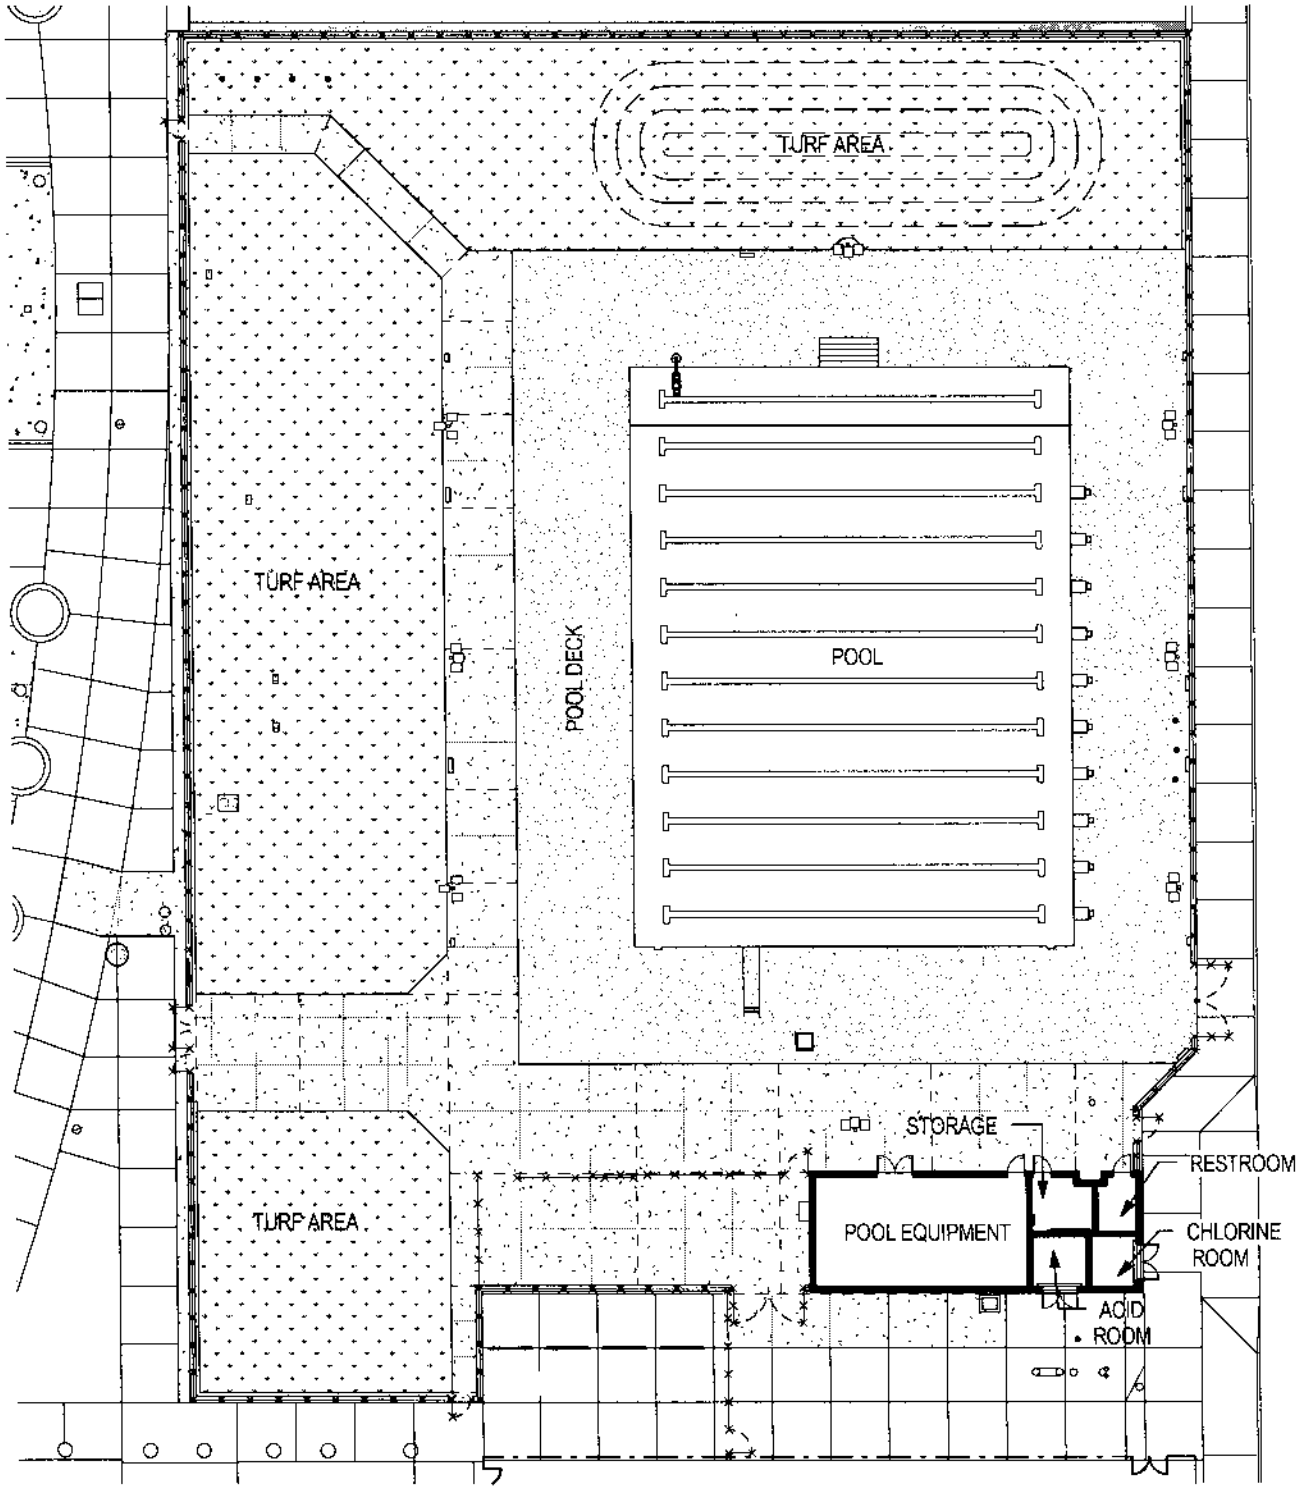 TURF AREA
TURF AREA
POOL DECK
POOL
STORAGE
RESTROOM
TURF AREA
POOL EQUIPMENT
CHLORINE
ROOM
ACID
ROOM